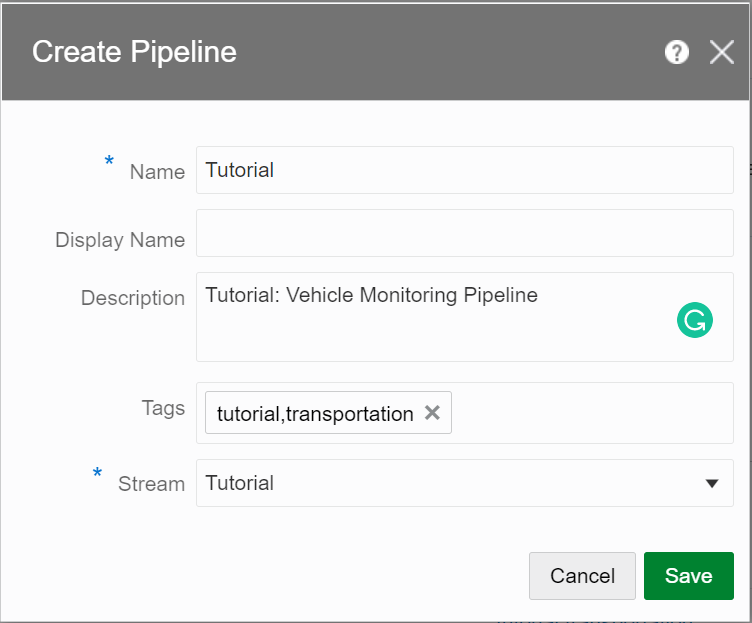 Create Pipeline
* Name Tutorial
Display Name
Description Tutorial: Vehicle Monitoring Pipeline
Tags tutorial,transportation
* Stream Tutorial
Cancel Save